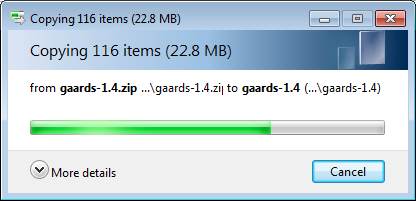 Copying 116 items (22.8 MB)
Copying 116 items (22.8 MB)
from gaards-1.4.zip ...\gaards-1.4.zip to gaards-1.4 (...\gaards-1.4)
More details
Cancel